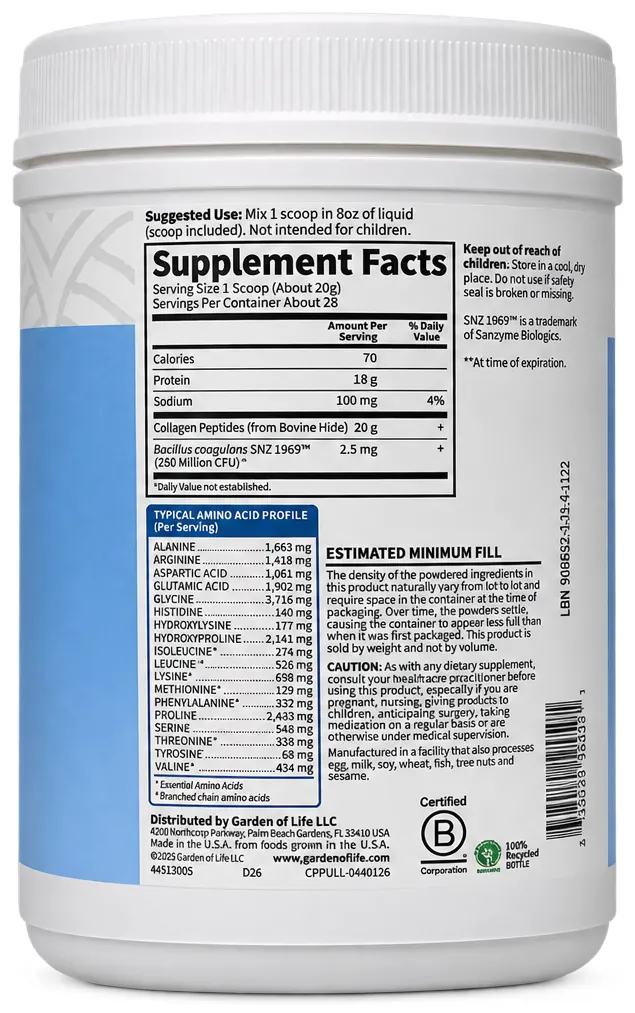 Suggested Use: Mix 1 scoop in 8oz of liquid
(scoop included). Not intended for children.
Supplement Facts
Serving Size 1 Scoop (About 20g)
Servings Per Container About 28
Amount Per Serving % Daily Value
Calories 70
Protein 18 g
Sodium 100 mg 4%
Collagen Peptides (from Bovine Hide) 20 g +
Bacillus coagulans SNZ 1969™ 2.5 mg +
(250 Million CFU)
*Daily Value not established.
Keep out of reach of
children: Store in a cool, dry
place. Do not use if safety
seal is broken or missing.
SNZ 1969™ is a trademark
of Sanzyme Biologics.
**At time of expiration.
TYPICAL AMINO ACID PROFILE
(Per Serving)
ALANINE 1,663 mg
ARGININE 1,418 mg
ASPARTIC ACID 1,061 mg
GLUTAMIC ACID 1,902 mg
GLYCINE 3,716 mg
HISTIDINE 140 mg
HYDROXYLYSINE 177 mg
HYDROXYPROLINE 2,141 mg
ISOLEUCINE* 274 mg
LEUCINE 526 mg
LYSINE* 698 mg
METHIONINE* 129 mg
PHENYLALANINE* 332 mg
PROLINE 2,433 mg
SERINE 548 mg
THREONINE* 338 mg
TYROSINE 68 mg
VALINE* 434 mg
* Essential Amino Acids
* Branched chain amino acids
ESTIMATED MINIMUM FILL
The density of the powdered ingredients in
this product naturally vary from lot to lot and
require space in the container at the time of
packaging. Over time, the powders settle,
causing the container to appear less full than
when it was first packaged. This product is
sold by weight and not by volume.
CAUTION: As with any dietary supplement,
consult your practitioner before
using this product, especially if you are
pregnant, nursing, giving products to
children, surgery, taking
on a regular basis or are
otherwise under medical supervision.
Manufactured in a facility that also processes
egg, milk, soy, wheat, fish, tree nuts and
sesame.
Distributed by Garden of Life LLC
4200 Northcorp Parkway, Palm Beach Gardens, FL 33410 USA
Made in the U.S.A. from foods grown in the U.S.A.
©2025 Garden of Life LLC www.gardenoflife.com
4451300S D26 CPPULL-0440126
Certified
B
Corporation
100%
Recycled
BOTTLE
LBN